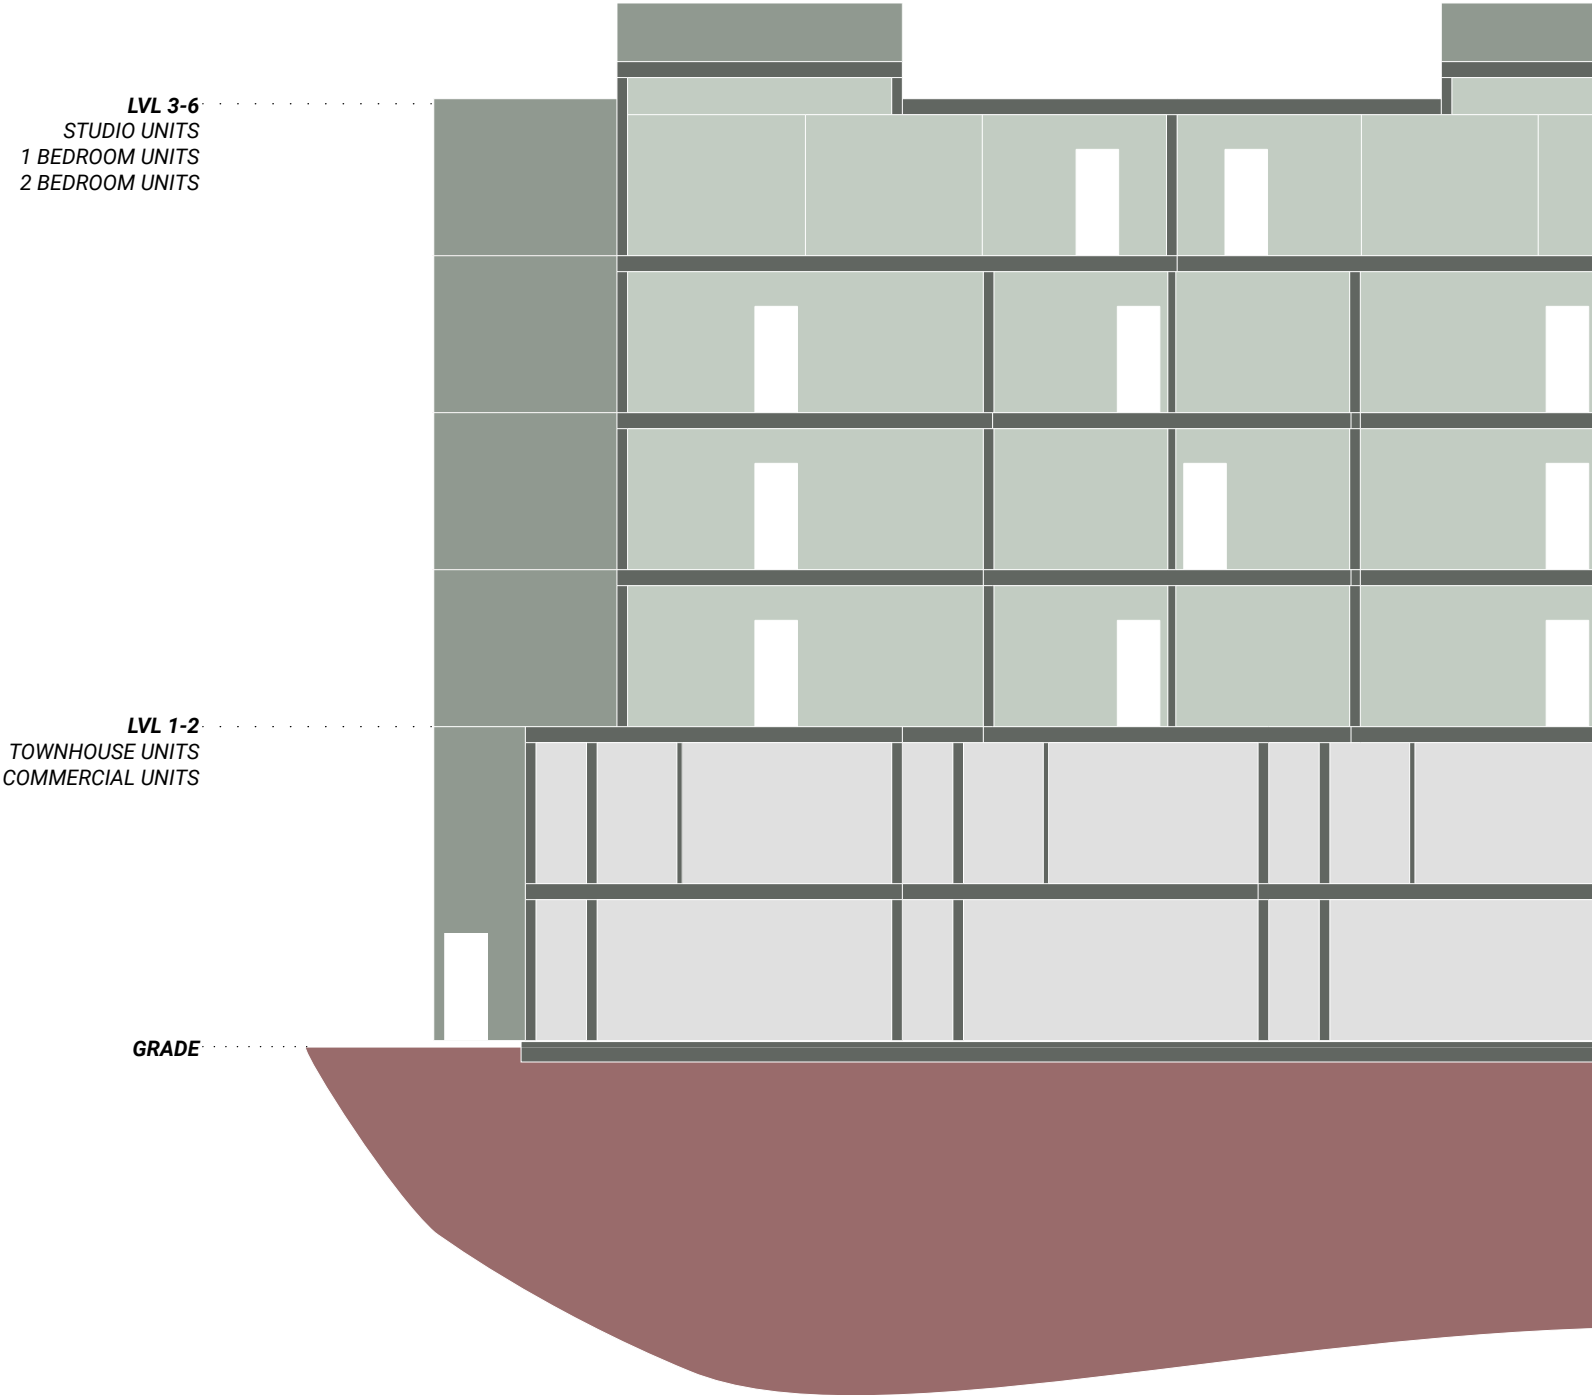 LVL 3-6
STUDIO UNITS
1 BEDROOM UNITS
2 BEDROOM UNITS
LVL 1-2
TOWNHOUSE UNITS
COMMERCIAL UNITS
GRADE